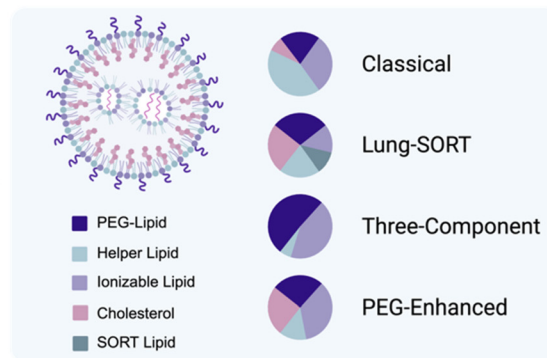 Classical
Lung-SORT
Three-Component
PEG-Enhanced
PEG-Lipid
Helper Lipid
Ionizable Lipid
Cholesterol
SORT Lipid